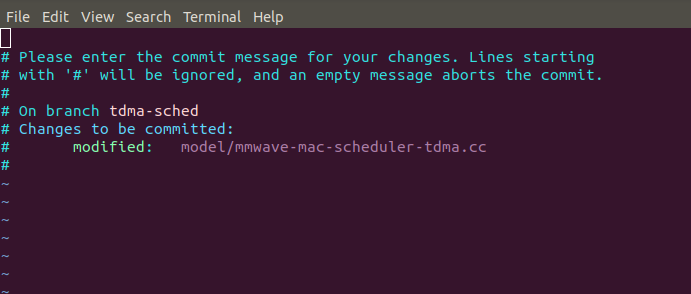 File Edit View Search Terminal Help
# Please enter the commit message for your changes. Lines starting
# with '#' will be ignored, and an empty message aborts the commit.
#
# On branch tdma-sched
# Changes to be committed:
#       modified:   model/mmwave-mac-scheduler-tdma.cc
#
~
~
~
~
~
~
~